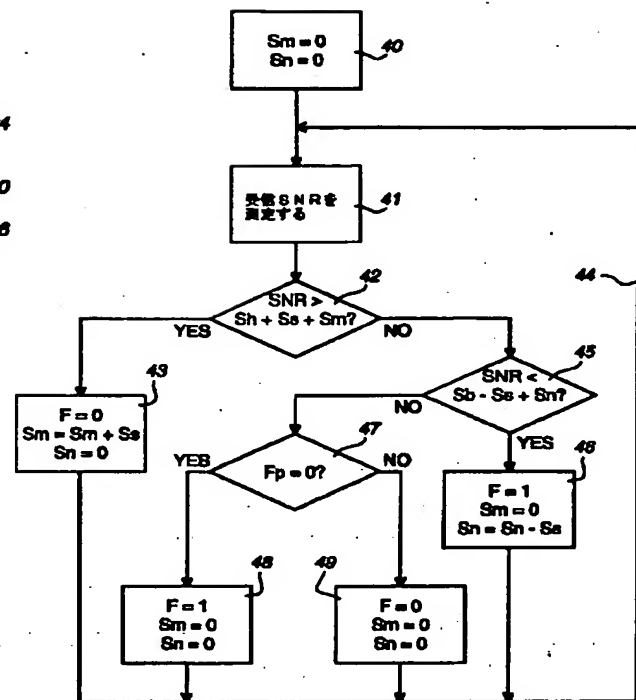 Sm = 0
Sn = 0
40
4
0
6
受信SNRを
測定する
41
42
SNR >
Sh + Ss + Sm?
YES
NO
44
43
F = 0
Sm = Sm + Ss
Sn = 0
45
SNR <
Sb - Ss + Sn?
NO
YES
47
Fp = 0?
YES
NO
46
F = 1
Sm = 0
Sn = Sn - Ss
48
F = 1
Sm = 0
Sn = 0
49
F = 0
Sm = 0
Sn = 0